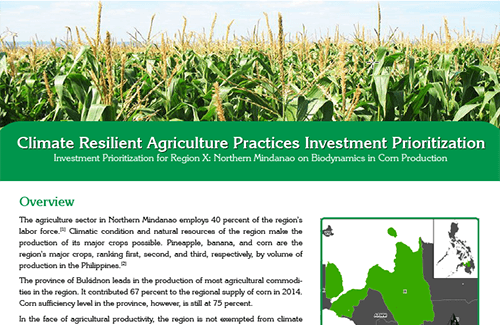 Climate Resilient Agriculture Practices Investment Prioritization
Investment Prioritization for Region X: Northern Mindanao on Biodynamics in Corn Production
Overview
The agriculture sector in Northern Mindanao employs 40 percent of the region's
labor force.[1] Climatic condition and natural resources of the region make the
production of its major crops possible. Pineapple, banana, and corn are the
region's major crops, ranking first, second, and third, respectively, by volume of
production in the Philippines.[2]
The province of Bukidnon leads in the production of most agricultural commodi-
ties in the region. It contributed 67 percent to the regional supply of corn in 2014.
Corn sufficiency level in the province, however, is still at 75 percent.
In the face of agricultural productivity, the region is not exempted from climate